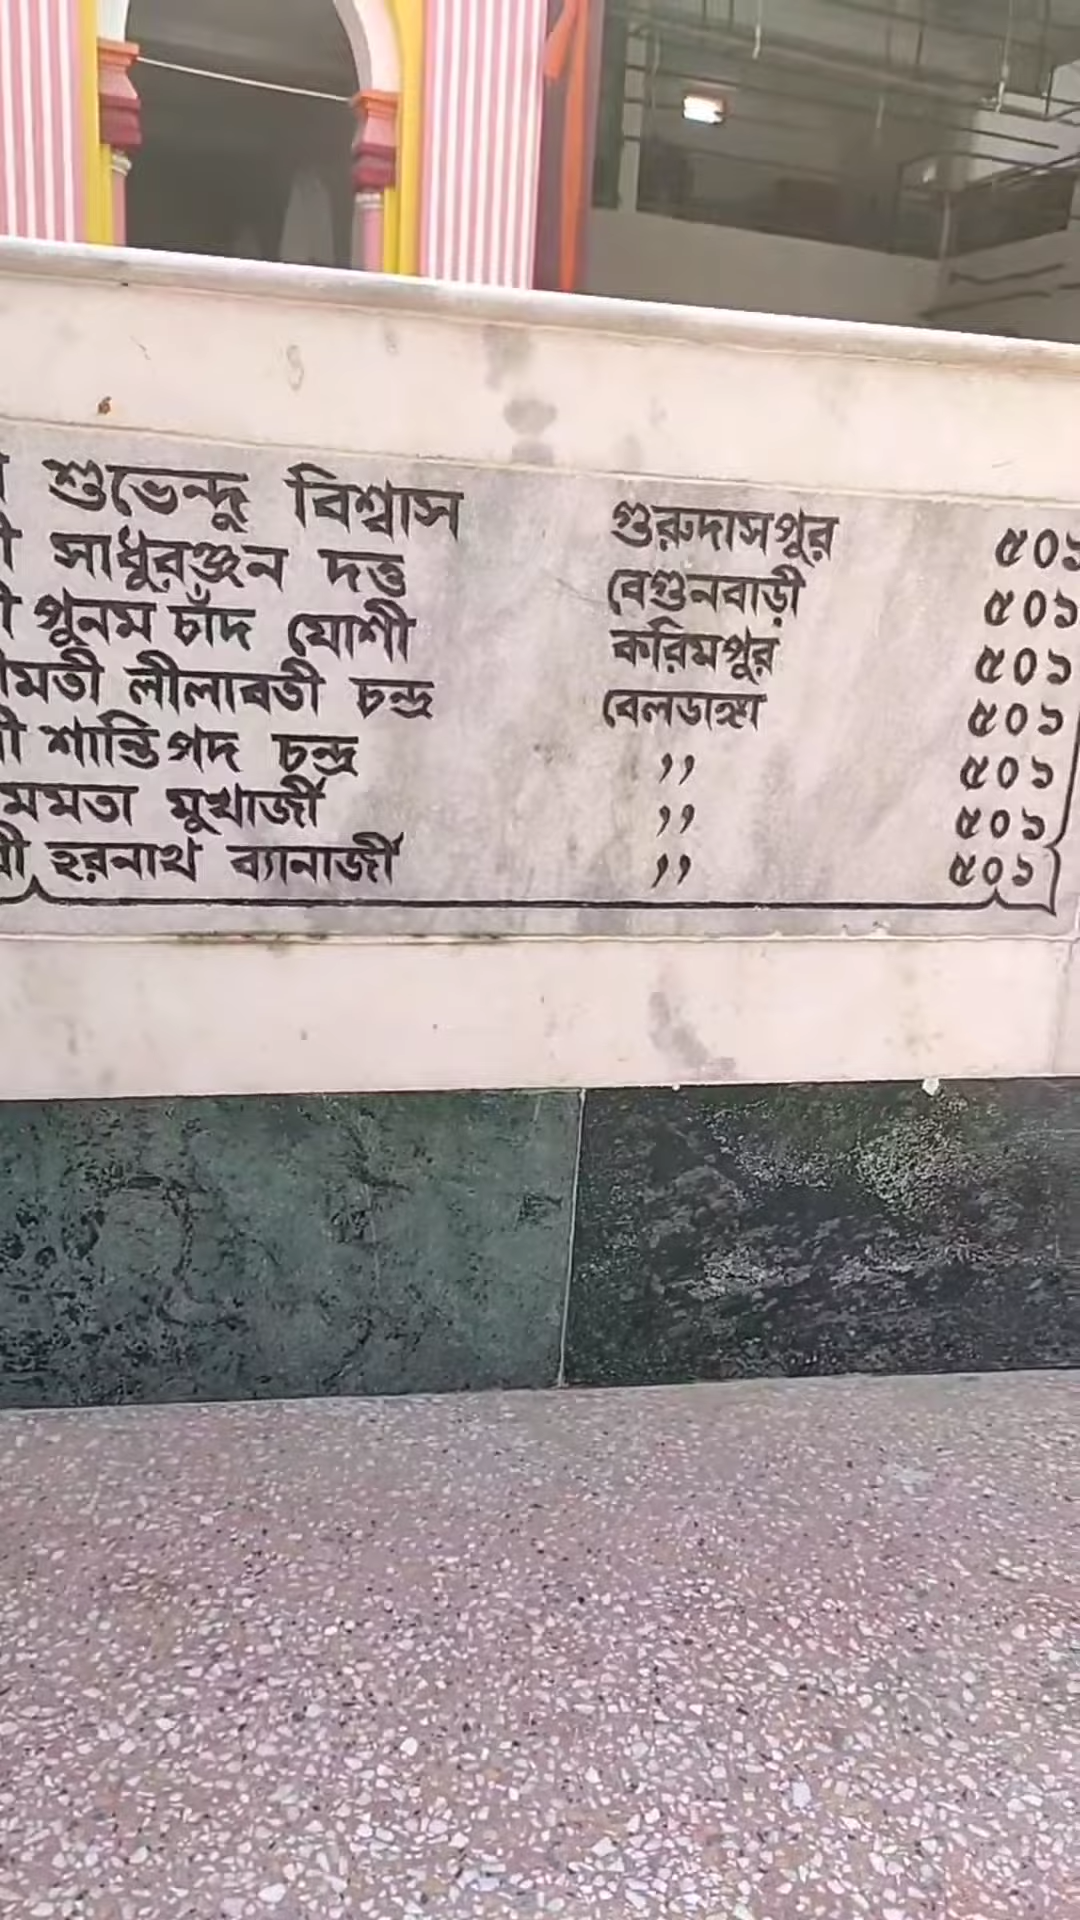 শুভেন্দু বিশ্বাস গুরুদাসপুর ৫০১
সাধুরঞ্জন দত্ত বেগুনবাড়ী ৫০১
পুনম চাঁদ যোশী করিমপুর ৫০১
লীলাবতী চন্দ্র বেলডাঙ্গা ৫০১
শান্তিপদ চন্দ্র ,, ৫০১
মমতা মুখার্জী ,, ৫০১
হরনাথ ব্যানার্জী ,, ৫০১